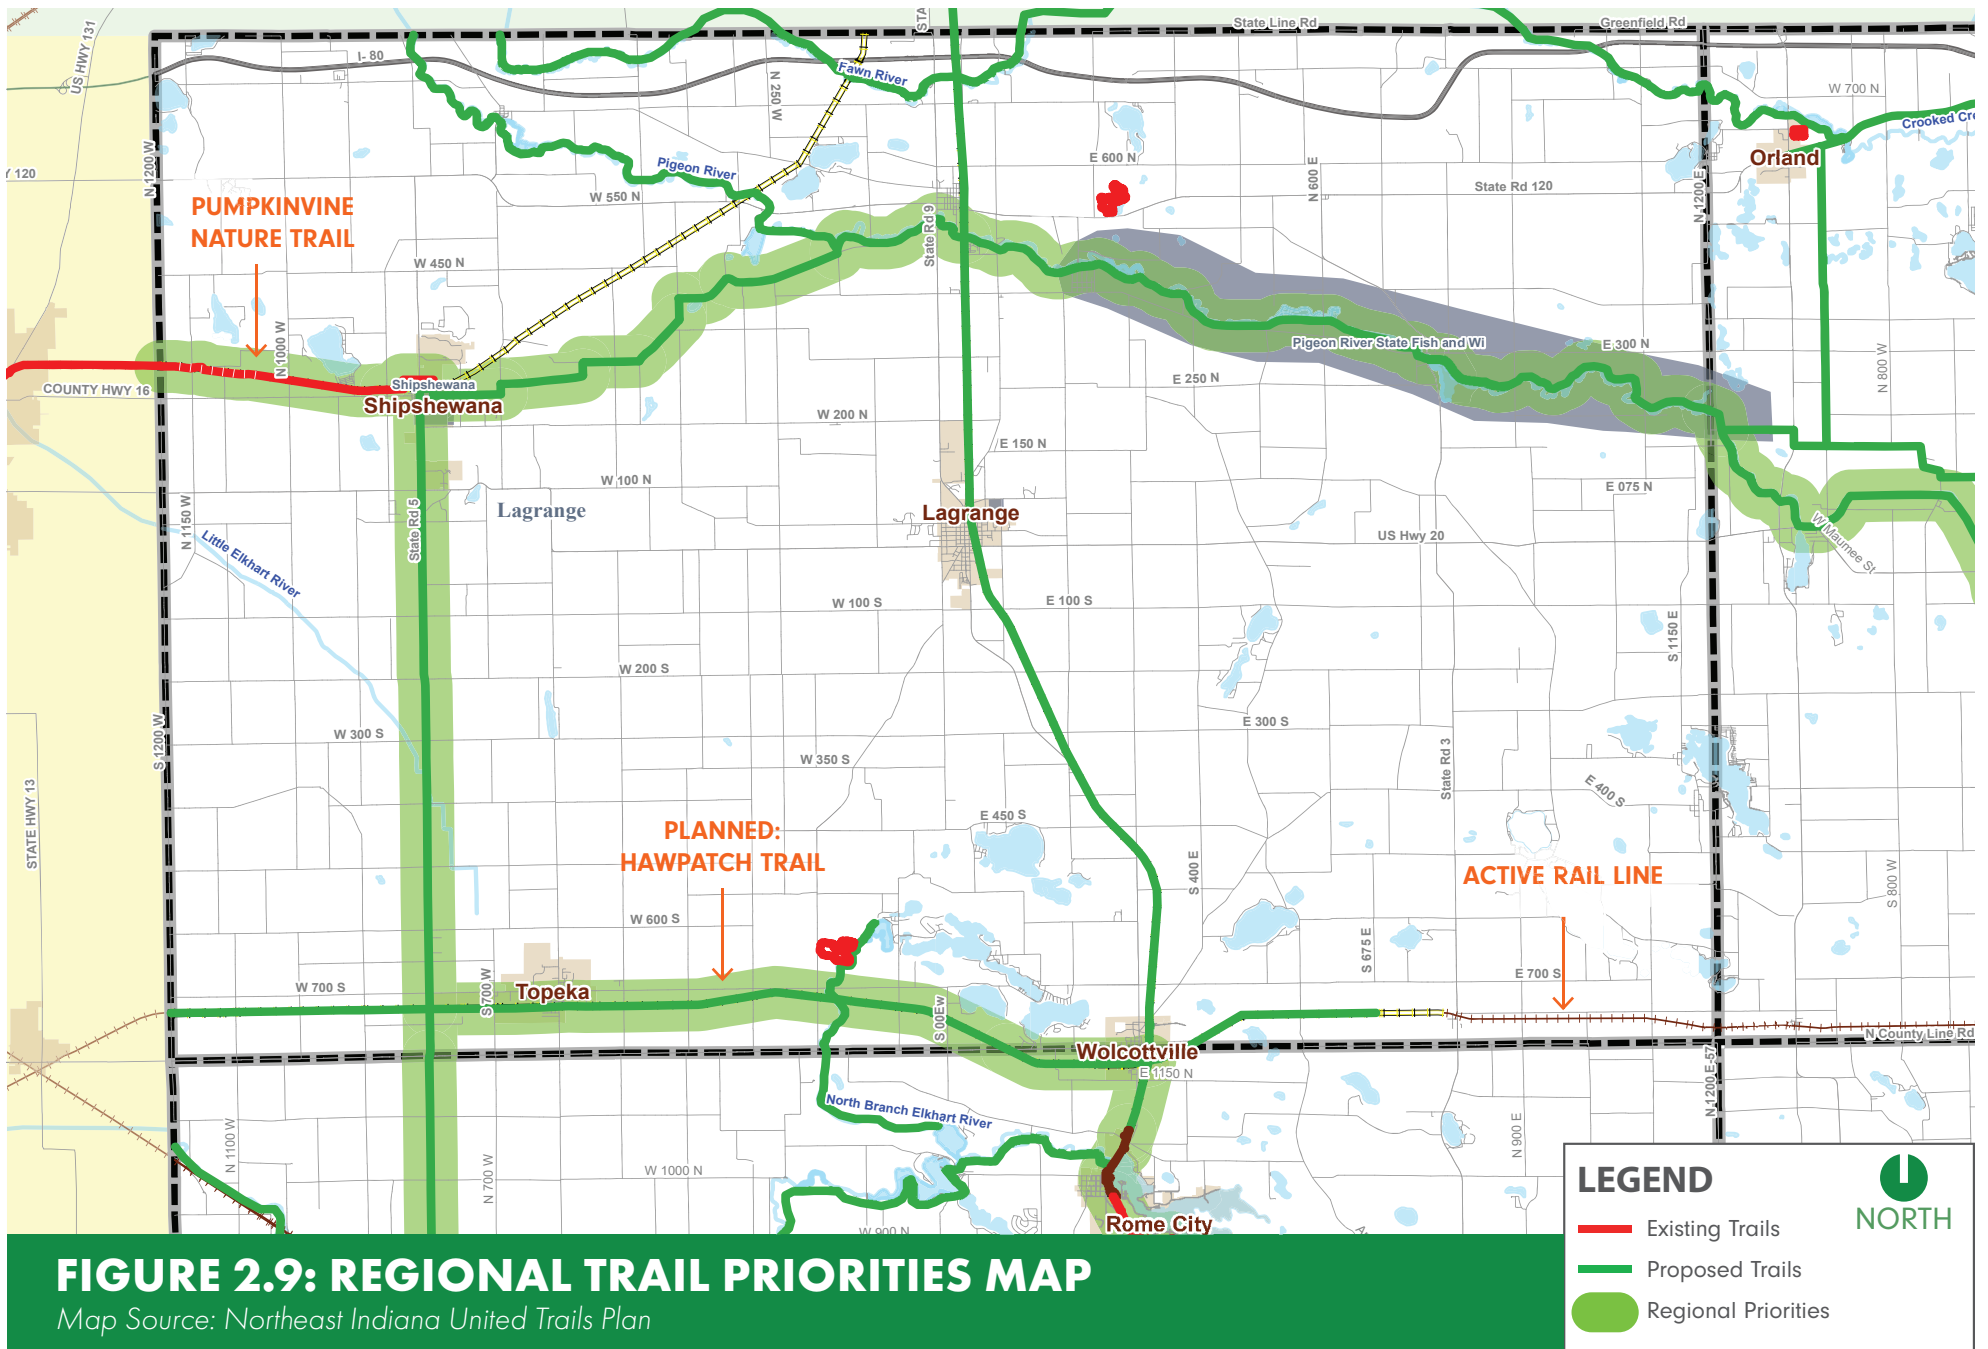 STA
State Line Rd
Greenfield Rd
US HWY 131
I- 80
Fawn River
N 250 W
W 700 N
Crooked Cre
Orland
N 1200 W
Y 120
Pigeon River
E 600 N
N 600 E
State Rd 120
N 1200 E
W 550 N
PUMPKINVINE
NATURE TRAIL
State Rd 9
W 450 N
N 1000 W
COUNTY HWY 16
Shipshewana
Shipshewana
Pigeon River State Fish and Wi
E 300 N
N 800 W
E 250 N
W 200 N
E 150 N
W 100 N
E 075 N
N 1150 W
State Rd 5
Lagrange
Lagrange
US Hwy 20
W Maumee St
Little Elkhart River
W 100 S
E 100 S
S 1150 E
W 200 S
S 1200 W
W 300 S
E 300 S
W 350 S
State Rd 3
E 400 S
STATE HWY 13
PLANNED:
HAWPATCH TRAIL
E 450 S
S 400 E
ACTIVE RAIL LINE
S 800 W
W 600 S
S 675 E
E 700 S
W 700 S
S 700 W
Topeka
S 00Ew
Wolcottville
E 1150 N
N County Line Rd
N 1200 E-57
North Branch Elkhart River
N 1100 W
N 700 W
W 1000 N
N 900 E
Rome City
W 900 N
LEGEND
NORTH
Existing Trails
Proposed Trails
Regional Priorities
FIGURE 2.9: REGIONAL TRAIL PRIORITIES MAP
Map Source: Northeast Indiana United Trails Plan